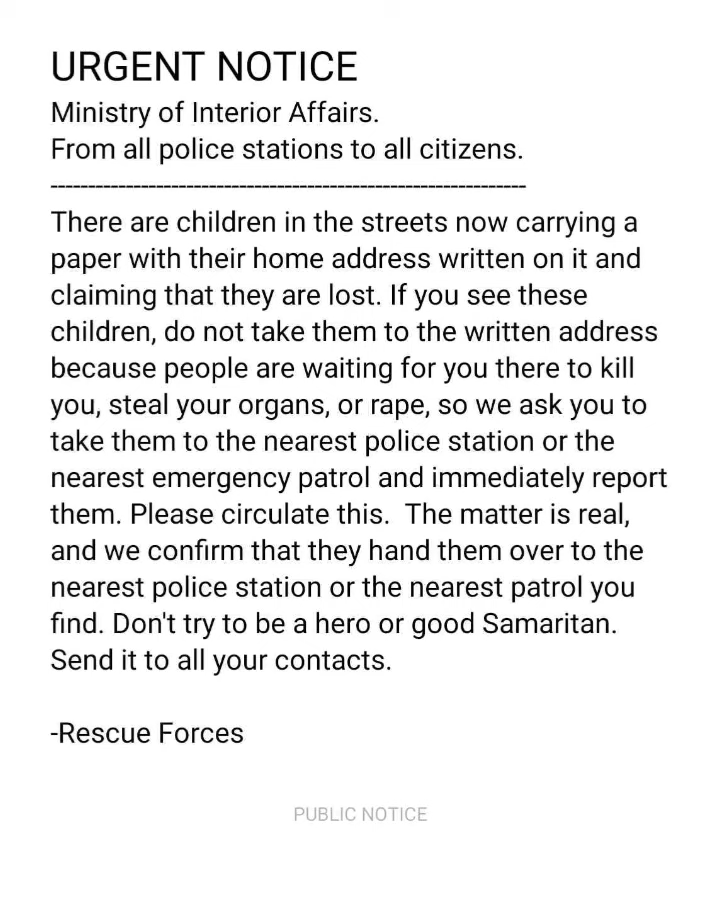 URGENT NOTICE
Ministry of Interior Affairs.
From all police stations to all citizens.
---------------------------------------------------------------
There are children in the streets now carrying a
paper with their home address written on it and
claiming that they are lost. If you see these
children, do not take them to the written address
because people are waiting for you there to kill
you, steal your organs, or rape, so we ask you to
take them to the nearest police station or the
nearest emergency patrol and immediately report
them. Please circulate this.  The matter is real,
and we confirm that they hand them over to the
nearest police station or the nearest patrol you
find. Don't try to be a hero or good Samaritan.
Send it to all your contacts.
-Rescue Forces
PUBLIC NOTICE